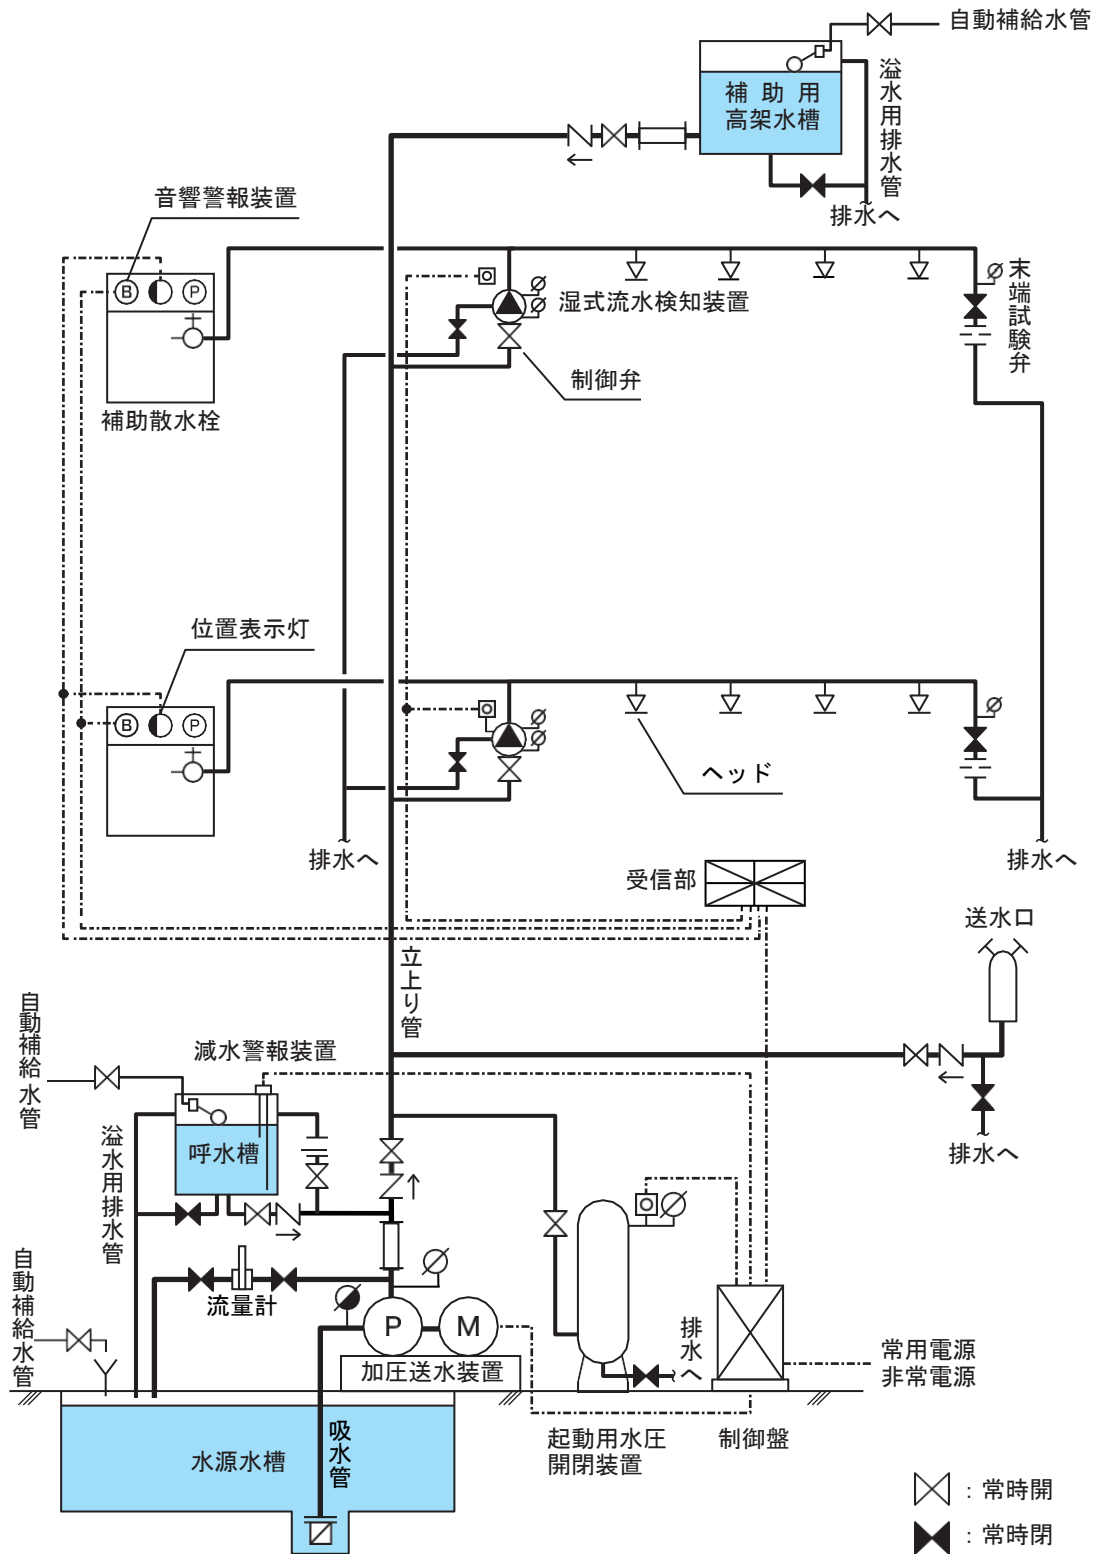 自動補給水管
補助用
高架水槽
溢水用排水管
排水へ
音響警報装置
B
P
補助散水栓
湿式流水検知装置
制御弁
末端試験弁
位置表示灯
B
P
ヘッド
排水へ
排水へ
受信部
送水口
立上り管
自動補給水管
減水警報装置
呼水槽
溢水用排水管
排水へ
自動補給水管
流量計
P
M
加圧送水装置
排水へ
常用電源
非常電源
吸水管
水源水槽
起動用水圧
開閉装置
制御盤
：常時開
：常時閉